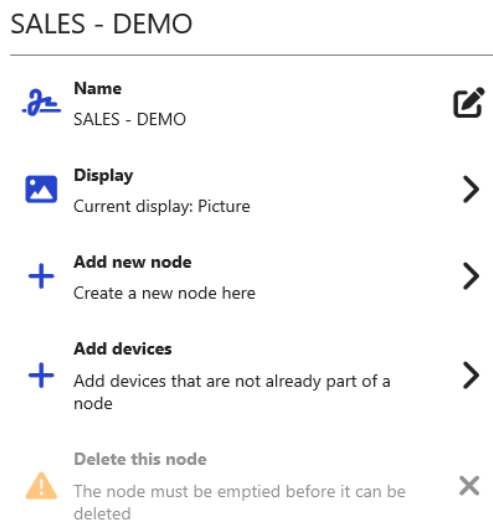 SALES - DEMO
Name
SALES - DEMO
Display
Current display: Picture
Add new node
Create a new node here
Add devices
Add devices that are not already part of a
node
Delete this node
The node must be emptied before it can be
deleted